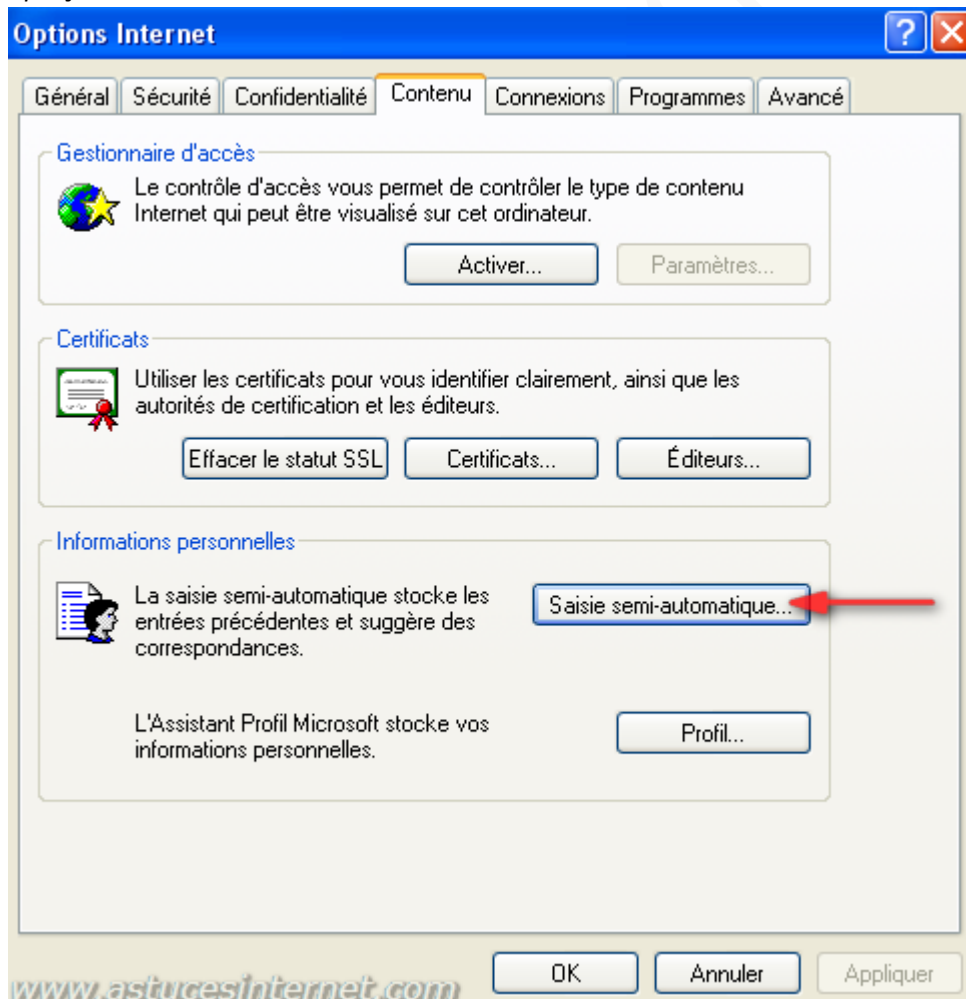 Options Internet
Général Sécurité Confidentialité Contenu Connexions Programmes Avancé
Gestionnaire d'accès
Le contrôle d'accès vous permet de contrôler le type de contenu
Internet qui peut être visualisé sur cet ordinateur.
Activer... Paramètres...
Certificats
Utiliser les certificats pour vous identifier clairement, ainsi que les
autorités de certification et les éditeurs.
Effacer le statut SSL Certificats... Éditeurs...
Informations personnelles
La saisie semi-automatique stocke les
entrées précédentes et suggère des
correspondances.
Saisie semi-automatique...
L'Assistant Profil Microsoft stocke vos
informations personnelles.
Profil...
OK Annuler Appliquer
www.astucesinternet.com